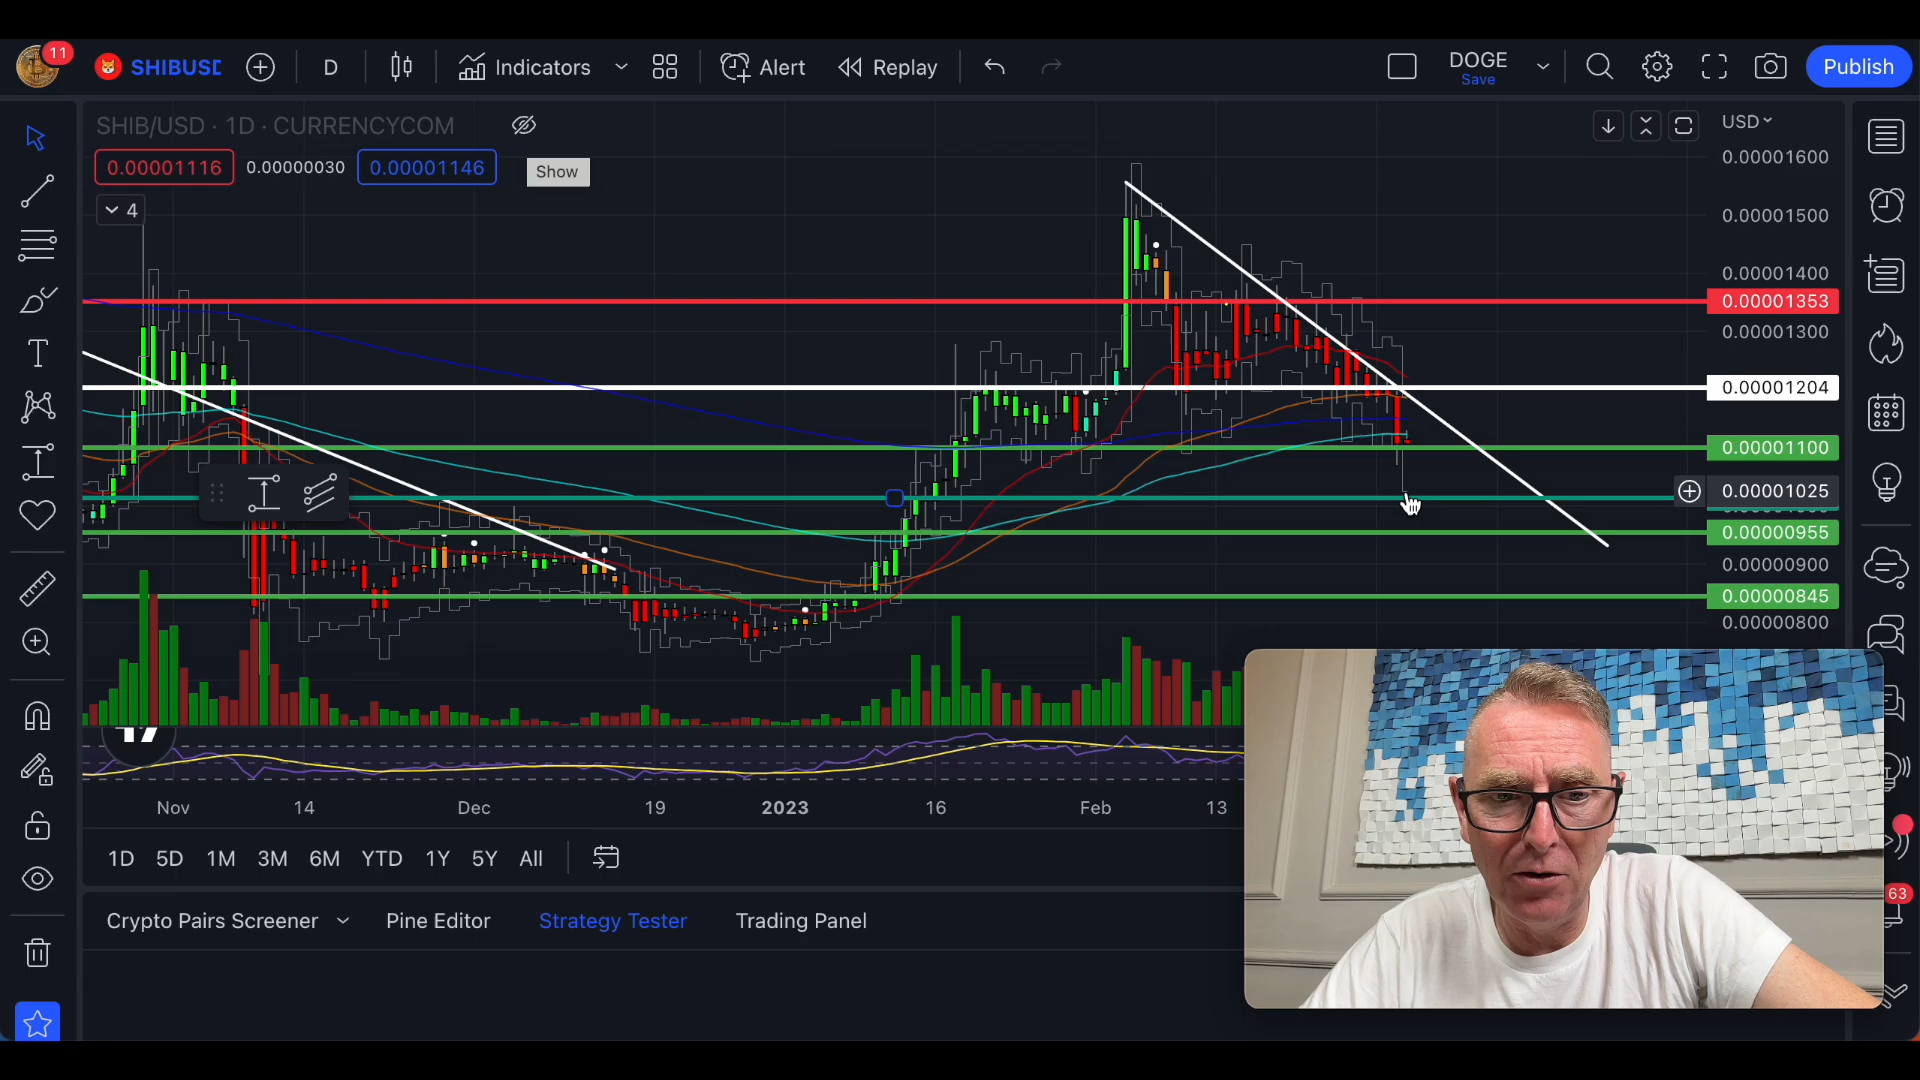 11
SHIBUSD
D
Indicators
Alert
Replay
DOGE
Save
Publish
SHIB/USD · 1D · CURRENCYCOM
USD
0.00001116
0.00000030
0.00001146
Show
4
0.00001600
0.00001500
0.00001400
0.00001353
0.00001300
0.00001204
0.00001100
0.00001025
0.00000955
0.00000900
0.00000845
0.00000800
Nov
14
Dec
19
2023
16
Feb
13
1D 5D 1M 3M 6M YTD 1Y 5Y All
63
Crypto Pairs Screener
Pine Editor
Strategy Tester
Trading Panel